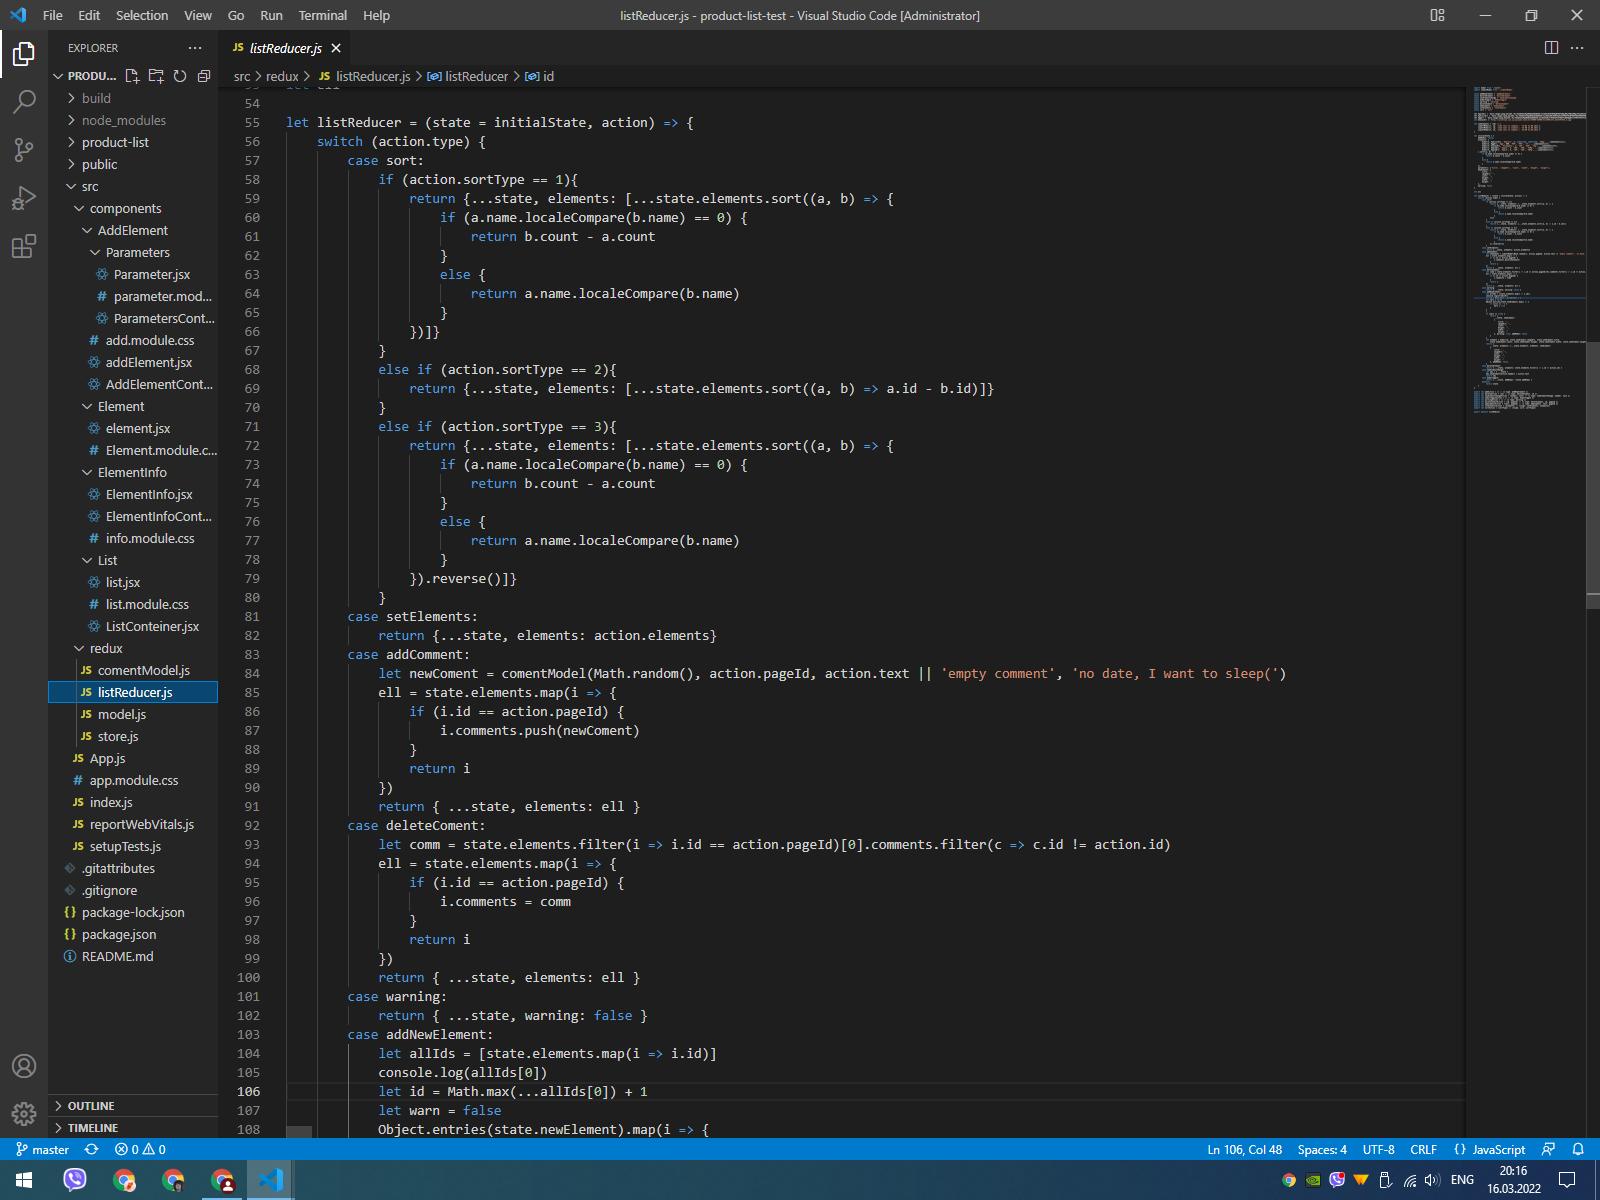 File Edit Selection View Go Run Terminal Help
listReducer.js - product-list-test - Visual Studio Code [Administrator]
EXPLORER
PRODU...
build
node_modules
product-list
public
src
components
AddElement
Parameters
Parameter.jsx
# parameter.mod...
ParametersCont...
# add.module.css
addElement.jsx
AddElementCont...
Element
element.jsx
# Element.module.c...
ElementInfo
ElementInfo.jsx
ElementInfoCont...
# info.module.css
List
list.jsx
# list.module.css
ListConteiner.jsx
redux
JS comentModel.js
JS listReducer.js
JS model.js
JS store.js
JS App.js
# app.module.css
JS index.js
JS reportWebVitals.js
JS setupTests.js
.gitattributes
.gitignore
{} package-lock.json
{} package.json
README.md
OUTLINE
TIMELINE
JS listReducer.js
src > redux > JS listReducer.js > listReducer > id
54
55 let listReducer = (state = initialState, action) => {
56 switch (action.type) {
57 case sort:
58 if (action.sortType == 1){
59 return {...state, elements: [...state.elements.sort((a, b) => {
60 if (a.name.localeCompare(b.name) == 0) {
61 return b.count - a.count
62 }
63 else {
64 return a.name.localeCompare(b.name)
65 }
66 })]}
67 }
68 else if (action.sortType == 2){
69 return {...state, elements: [...state.elements.sort((a, b) => a.id - b.id)]}
70 }
71 else if (action.sortType == 3){
72 return {...state, elements: [...state.elements.sort((a, b) => {
73 if (a.name.localeCompare(b.name) == 0) {
74 return b.count - a.count
75 }
76 else {
77 return a.name.localeCompare(b.name)
78 }
79 }).reverse()]}
80 }
81 case setElements:
82 return {...state, elements: action.elements}
83 case addComment:
84 let newComent = comentModel(Math.random(), action.pageId, action.text || 'empty comment', 'no date, I want to sleep(')
85 ell = state.elements.map(i => {
86 if (i.id == action.pageId) {
87 i.comments.push(newComent)
88 }
89 return i
90 })
91 return { ...state, elements: ell }
92 case deleteComent:
93 let comm = state.elements.filter(i => i.id == action.pageId)[0].comments.filter(c => c.id != action.id)
94 ell = state.elements.map(i => {
95 if (i.id == action.pageId) {
96 i.comments = comm
97 }
98 return i
99 })
100 return { ...state, elements: ell }
101 case warning:
102 return { ...state, warning: false }
103 case addNewElement:
104 let allIds = [state.elements.map(i => i.id)]
105 console.log(allIds[0])
106 let id = Math.max(...allIds[0]) + 1
107 let warn = false
108 Object.entries(state.newElement).map(i => {
master 0 0 Ln 106, Col 48 Spaces: 4 UTF-8 CRLF {} JavaScript
ENG
20:16
16.03.2022